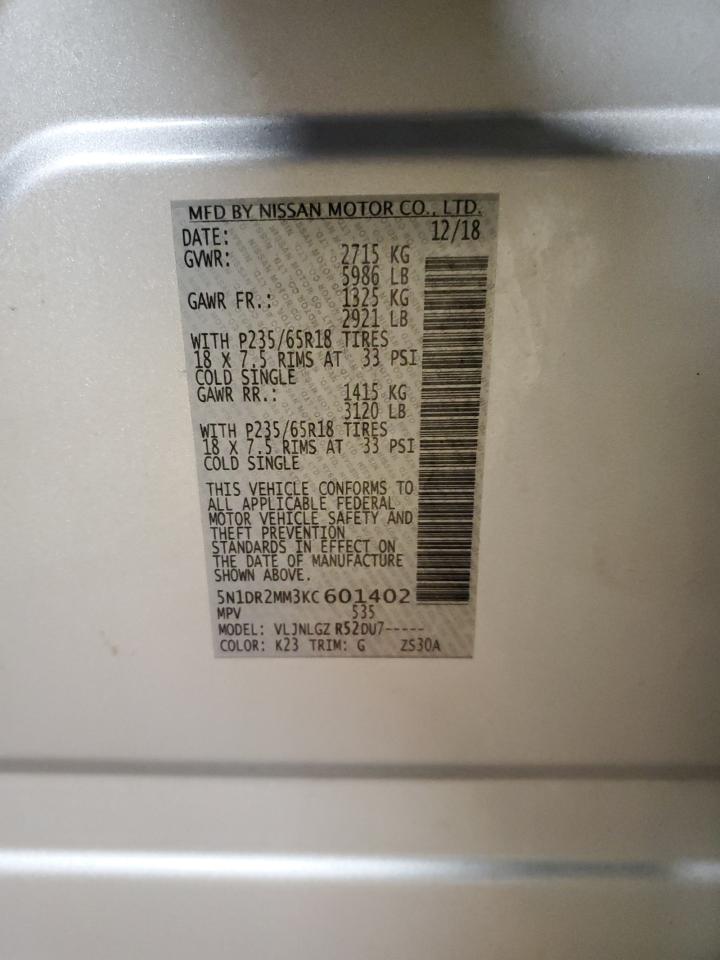 MFD BY NISSAN MOTOR CO., LTD.
DATE: 12/18
GVWR: 2715 KG
5986 LB
GAWR FR.: 1325 KG
2921 LB
WITH P235/65R18 TIRES
18 X 7.5 RIMS AT 33 PSI
COLD SINGLE
GAWR RR.: 1415 KG
3120 LB
WITH P235/65R18 TIRES
18 X 7.5 RIMS AT 33 PSI
COLD SINGLE
THIS VEHICLE CONFORMS TO
ALL APPLICABLE FEDERAL
MOTOR VEHICLE SAFETY AND
THEFT PREVENTION
STANDARDS IN EFFECT ON
THE DATE OF MANUFACTURE
SHOWN ABOVE.
5N1DR2MM3KC601402
MPV 535
MODEL: VLJNLGZ R52DU7-----
COLOR: K23 TRIM: G ZS30A